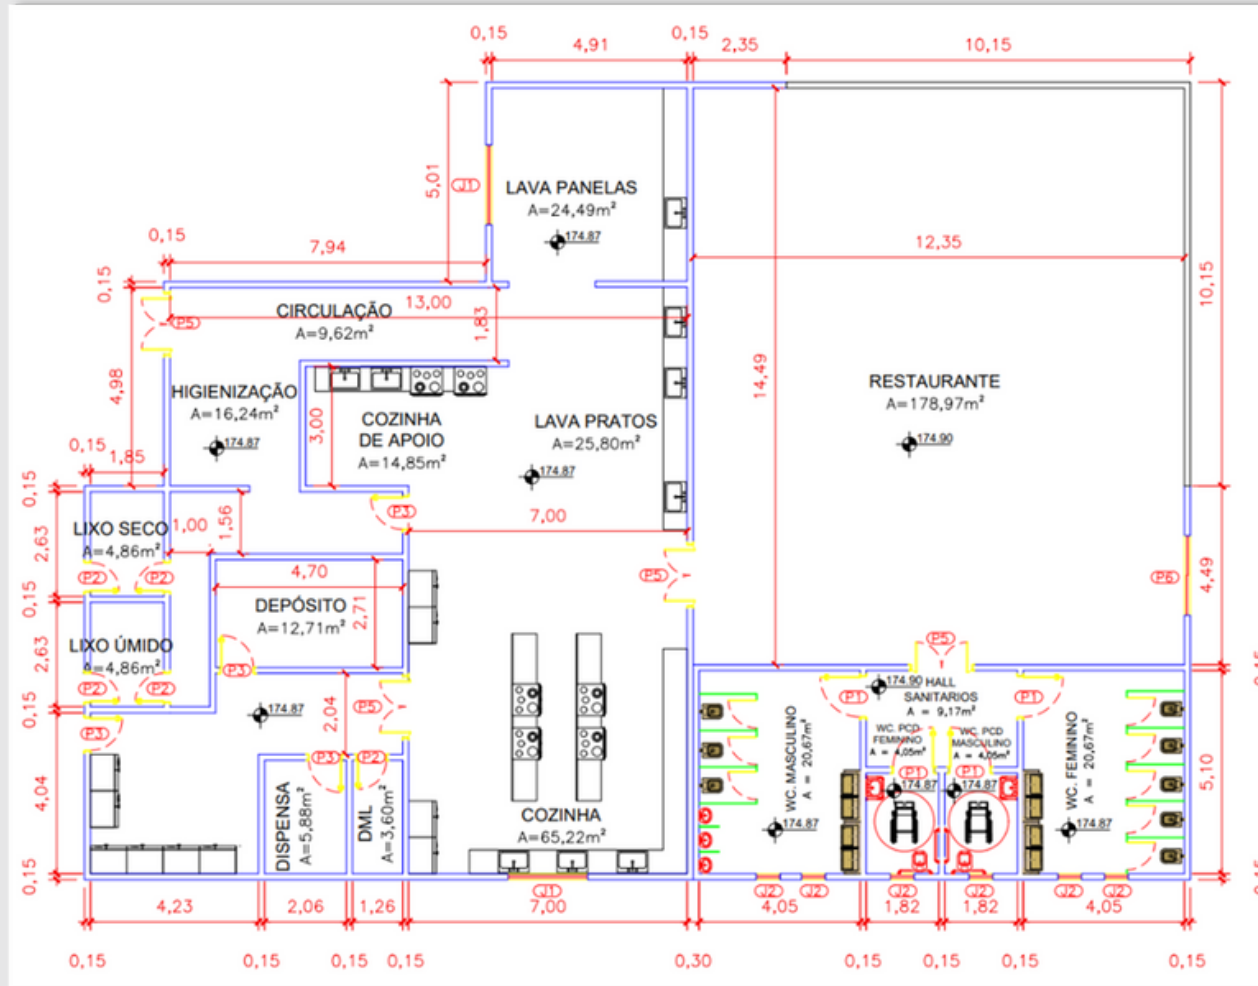 0,15
4,91
0,15
2,35
10,15
5,01
J1
LAVA PANELAS
A=24,49m²
174.87
0,15
7,94
12,35
10,15
0,15
CIRCULAÇÃO
A=9,62m²
13,00
1,83
P5
4,98
14,49
HIGIENIZAÇÃO
A=16,24m²
174.87
3,00
COZINHA
DE APOIO
A=14,85m²
LAVA PRATOS
A=25,80m²
174.87
RESTAURANTE
A=178,97m²
174.90
0,15
1,85
0,15
LIXO SECO
A=4,86m²
1,00
1,56
P3
7,00
2,63
P2
P2
4,70
P5
P6
4,49
0,15
DEPÓSITO
A=12,71m²
2,71
LIXO ÚMIDO
A=4,86m²
2,63
P3
P5
P2
P2
0,15
P3
174.87
2,04
P5
174.90
HALL
SANITARIOS
A = 9,17m²
P1
P1
WC. PCD
FEMININO
A = 4,05m²
WC. PCD
MASCULINO
A = 4,05m²
WC. MASCULINO
A = 20,67m²
WC. FEMININO
A = 20,67m²
5,10
4,04
P3
P2
P1
P1
174.87
174.87
DISPENSA
A=5,88m²
DML
A=3,60m²
COZINHA
A=65,22m²
174.87
174.87
0,15
J1
J2
J2
J2
J2
J2
J2
4,23
2,06
1,26
7,00
4,05
1,82
1,82
4,05
0,15
0,15
0,15
0,15
0,30
0,15
0,15
0,15
0,15